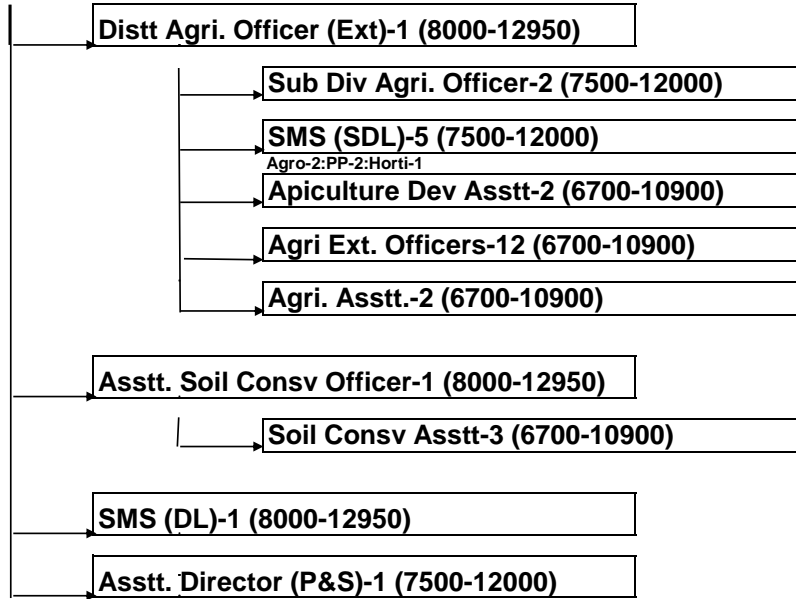 Distt Agri. Officer (Ext)-1 (8000-12950)
Sub Div Agri. Officer-2 (7500-12000)
SMS (SDL)-5 (7500-12000)
Agro-2:PP-2:Horti-1
Apiculture Dev Asstt-2 (6700-10900)
Agri Ext. Officers-12 (6700-10900)
Agri. Asstt.-2 (6700-10900)
Asstt. Soil Consv Officer-1 (8000-12950)
Soil Consv Asstt-3 (6700-10900)
SMS (DL)-1 (8000-12950)
Asstt. Director (P&S)-1 (7500-12000)